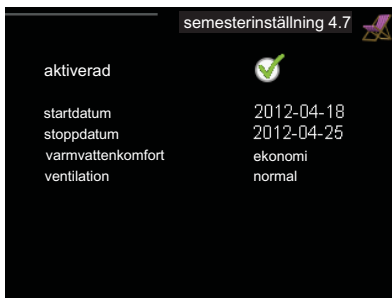 semesterinställning 4.7
aktiverad
startdatum 2012-04-18
stoppdatum 2012-04-25
varmvattenkomfort ekonomi
ventilation normal